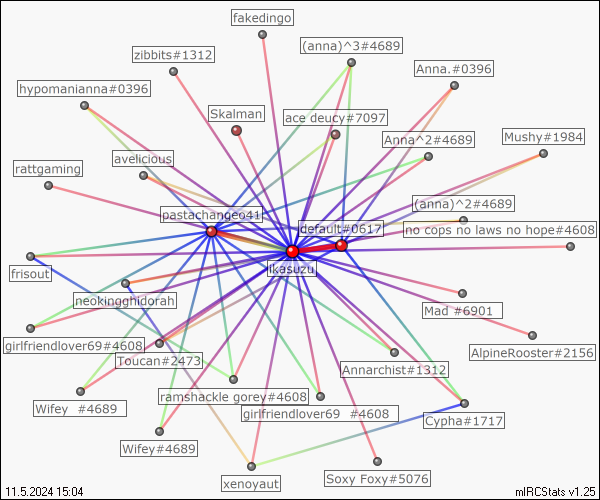 fakedingo
(anna)^3#4689
zibbits#1312
Anna.#0396
hypomanianna#0396
Skalman
ace deucy#7097
Mushy#1984
Anna^2#4689
avelicious
rattgaming
(anna)^2#4689
pastachangeo41
default#0617
no cops no laws no hope#4608
ikasuzu
frisout
neokingghidorah
Mad #6901
girlfriendlover69#4608
Toucan#2473
AlpineRooster#2156
Annarchist#1312
ramshackle gorey#4608
Wifey  #4689
girlfriendlover69  #4608
Cypha#1717
Wifey#4689
xenoyaut
Soxy Foxy#5076
11.5.2024 15:04
mIRCStats v1.25